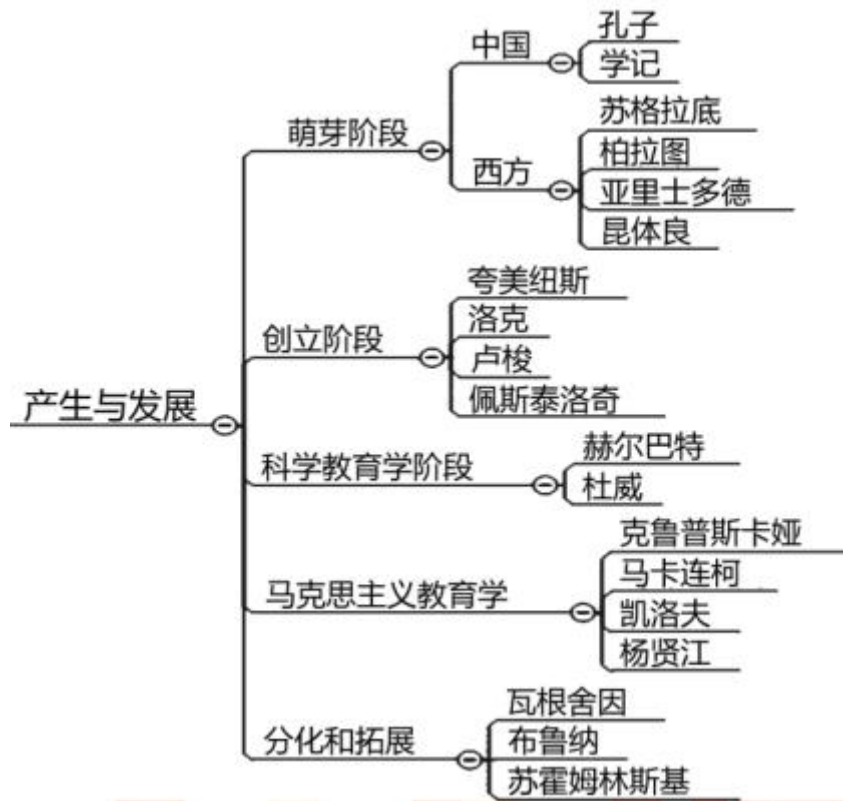 产生与发展
萌芽阶段
中国
孔子
学记
西方
苏格拉底
柏拉图
亚里士多德
昆体良
创立阶段
夸美纽斯
洛克
卢梭
佩斯泰洛奇
科学教育学阶段
赫尔巴特
杜威
马克思主义教育学
克鲁普斯卡娅
马卡连柯
凯洛夫
杨贤江
分化和拓展
瓦根舍因
布鲁纳
苏霍姆林斯基